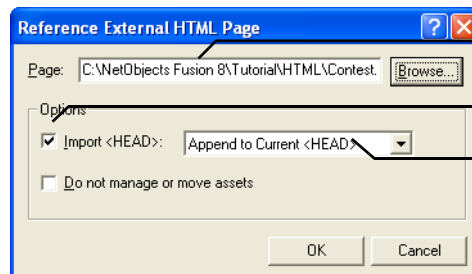 Reference External HTML Page
Page: C:\NetObjects Fusion 8\Tutorial\HTML\Contest. Browse...
Options
Import <HEAD>: Append to Current <HEAD>
Do not manage or move assets
OK Cancel